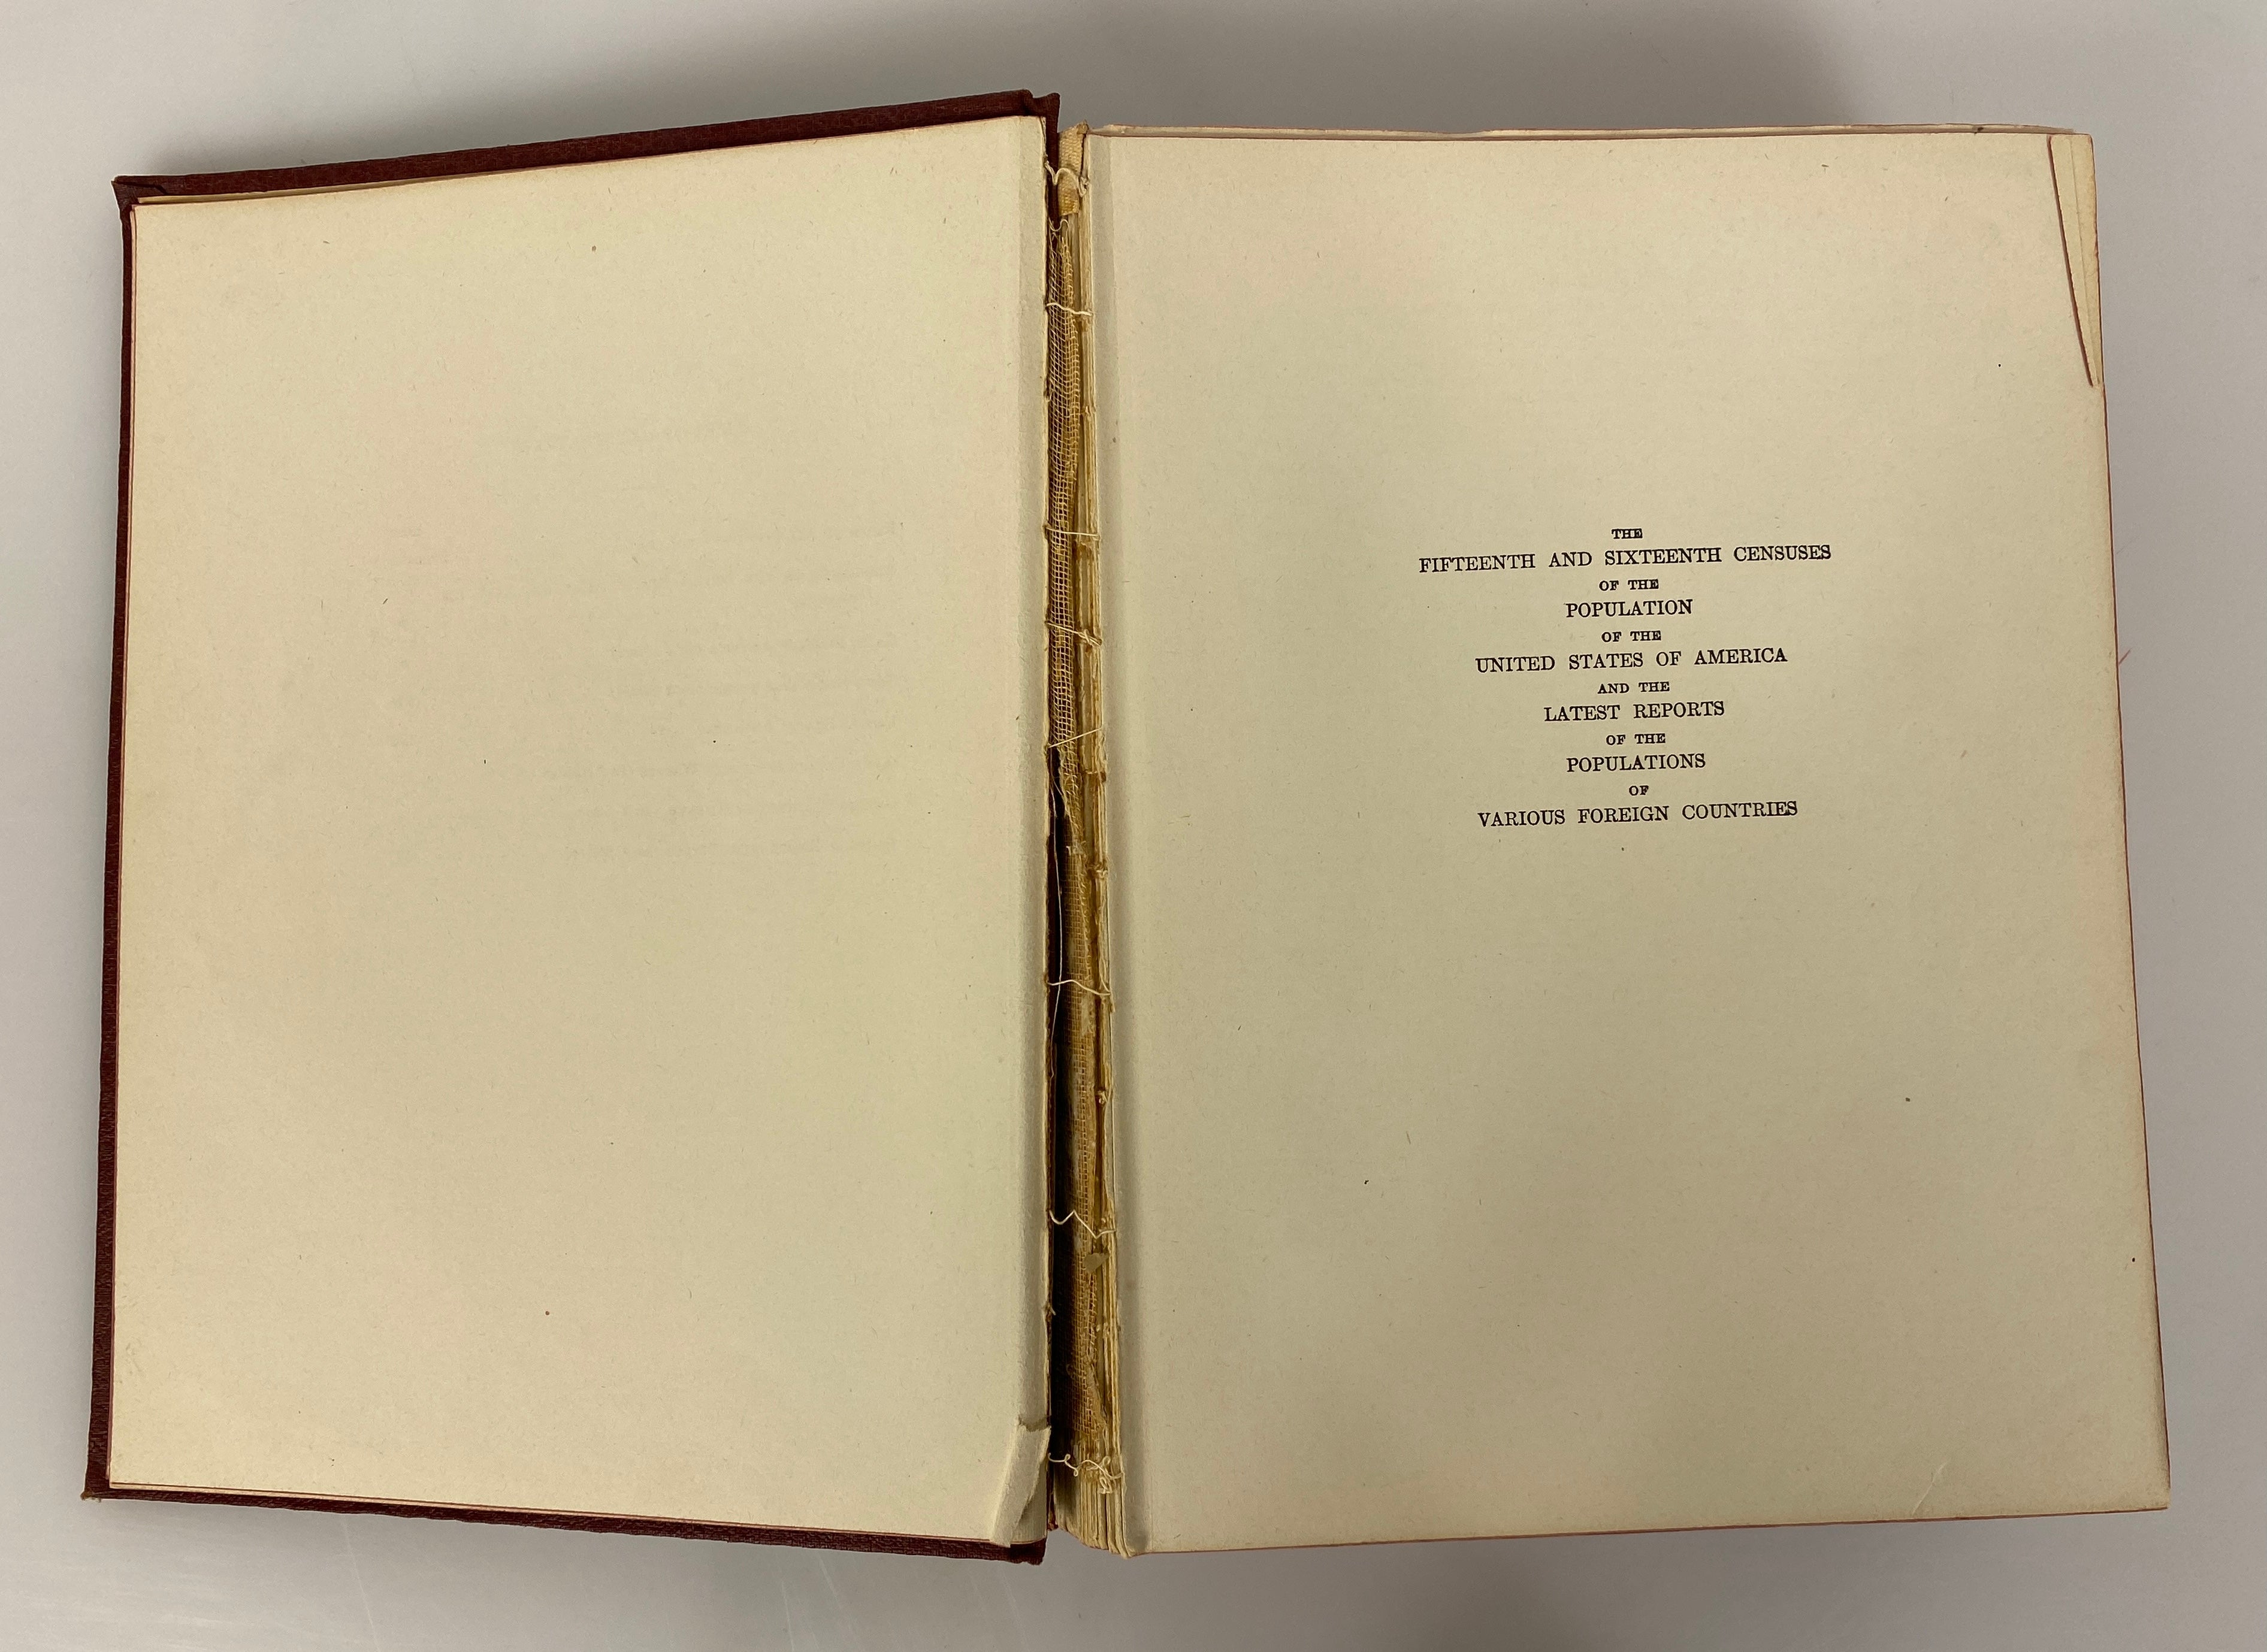 THE
FIFTEENTH AND SIXTEENTH CENSUSES
OF THE
POPULATION
OF THE
UNITED STATES OF AMERICA
AND THE
LATEST REPORTS
OF THE
POPULATIONS
OF
VARIOUS FOREIGN COUNTRIES